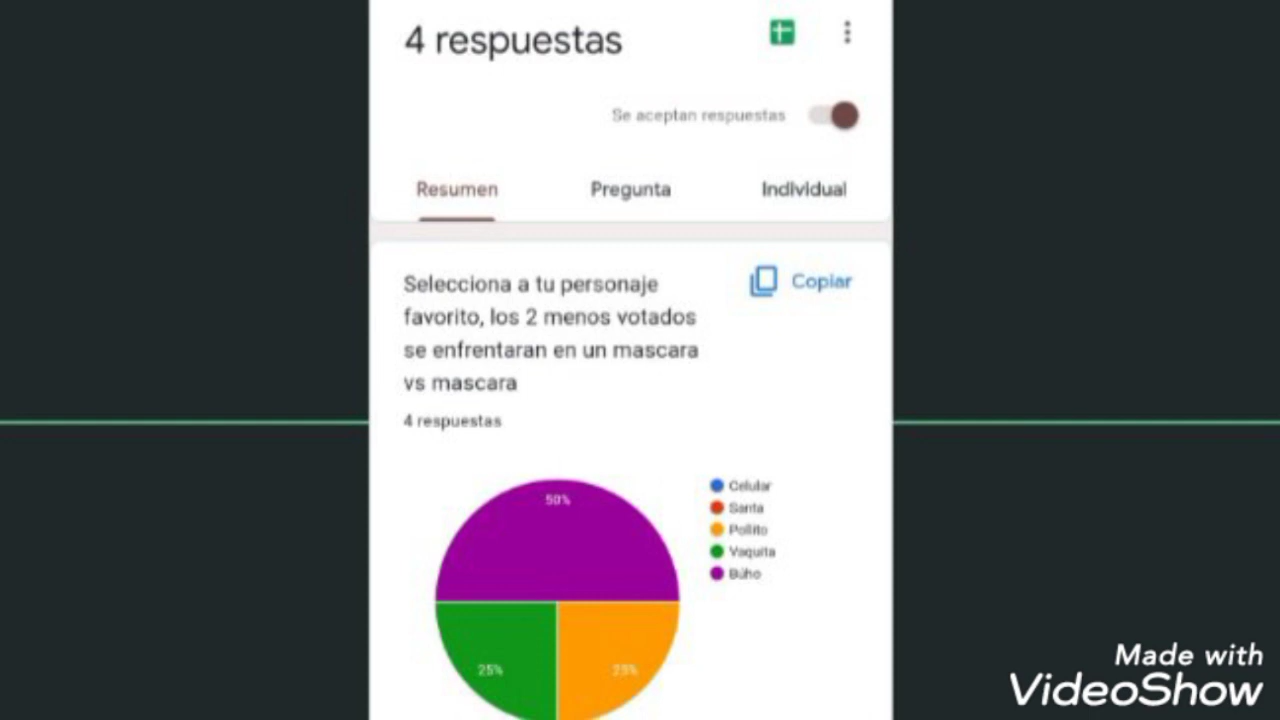 4 respuestas
Se aceptan respuestas
Resumen Pregunta Individual
Selecciona a tu personaje
favorito, los 2 menos votados
se enfrentaran en un mascara
vs mascara
Copiar
4 respuestas
50%
25%
25%
Celular
Santa
Pollito
Vaquita
Búho
Made with
VideoShow